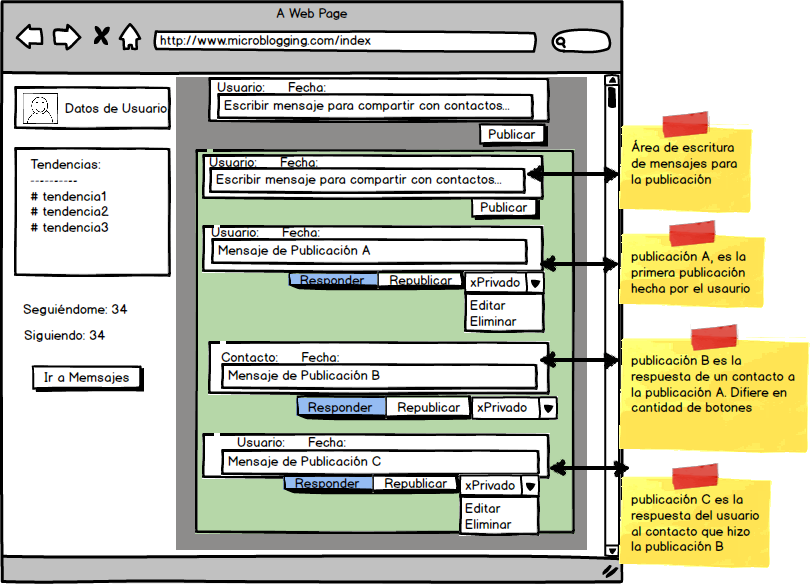 A Web Page
http://www.microblogging.com/index
Datos de Usuario
Tendencias:
----------
# tendencia1
# tendencia2
# tendencia3
Seguiéndome: 34
Siguiendo: 34
Ir a Memsajes
Usuario: Fecha:
Escribir mensaje para compartir con contactos...
Publicar
Usuario: Fecha:
Escribir mensaje para compartir con contactos...
Publicar
Usuario: Fecha:
Mensaje de Publicación A
Responder Republicar xPrivado
Editar
Eliminar
Contacto: Fecha:
Mensaje de Publicación B
Responder Republicar xPrivado
Usuario: Fecha:
Mensaje de Publicación C
Responder Republicar xPrivado
Editar
Eliminar
Área de escritura
de mensajes para
la publicación
publicación A, es la
primera publicación
hecha por el usaurio
publicación B es la
respuesta de un contacto a
la publicación A. Difiere en
cantidad de botones
publicación C es la
respuesta del usuario
al contacto que hizo
la publicación B